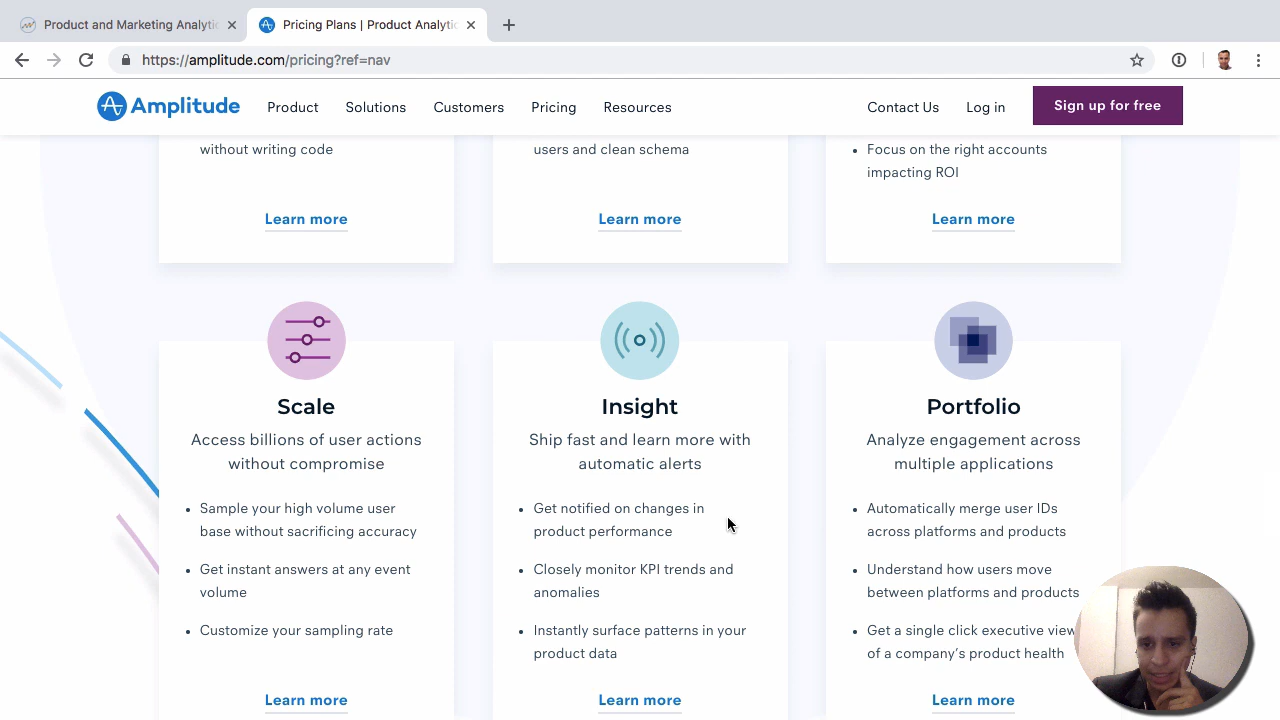 Product and Marketing Analytic
Pricing Plans | Product Analytic
https://amplitude.com/pricing?ref=nav
Amplitude
Product
Solutions
Customers
Pricing
Resources
Contact Us
Log in
Sign up for free
without writing code
Learn more
users and clean schema
Learn more
• Focus on the right accounts
impacting ROI
Learn more
Scale
Access billions of user actions
without compromise
• Sample your high volume user
base without sacrificing accuracy
• Get instant answers at any event
volume
• Customize your sampling rate
Learn more
Insight
Ship fast and learn more with
automatic alerts
• Get notified on changes in
product performance
• Closely monitor KPI trends and
anomalies
• Instantly surface patterns in your
product data
Learn more
Portfolio
Analyze engagement across
multiple applications
• Automatically merge user IDs
across platforms and products
• Understand how users move
between platforms and products
• Get a single click executive view
of a company's product health
Learn more